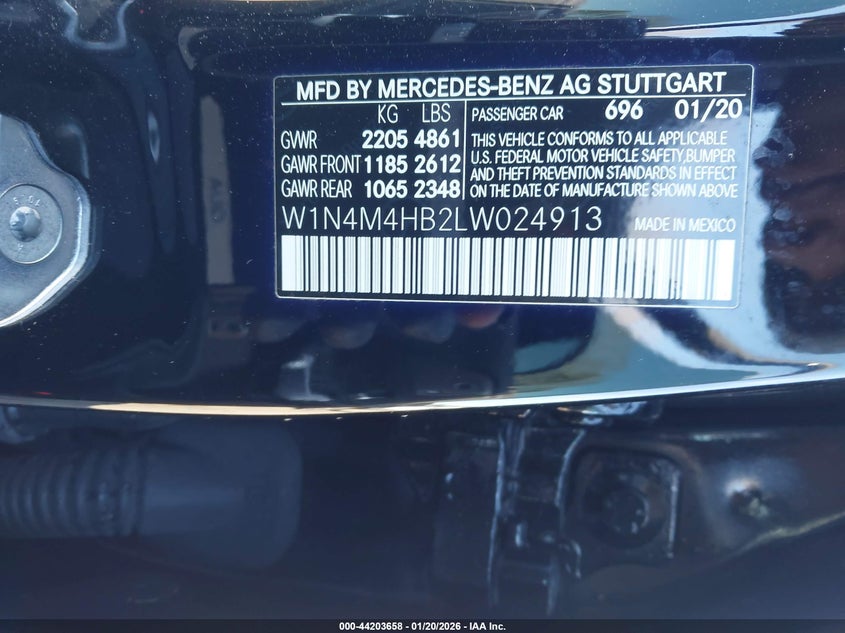 MFD BY MERCEDES-BENZ AG STUTTGART
KG LBS PASSENGER CAR 696 01/20
GVWR 2205 4861
GAWR FRONT 1185 2612
GAWR REAR 1065 2348
THIS VEHICLE CONFORMS TO ALL APPLICABLE
U.S. FEDERAL MOTOR VEHICLE SAFETY,BUMPER
AND THEFT PREVENTION STANDARDS IN EFFECT
ON THE DATE OF MANUFACTURE SHOWN ABOVE
W1N4M4HB2LW024913 MADE IN MEXICO
000-44203658 - 01/20/2026 - IAA Inc.